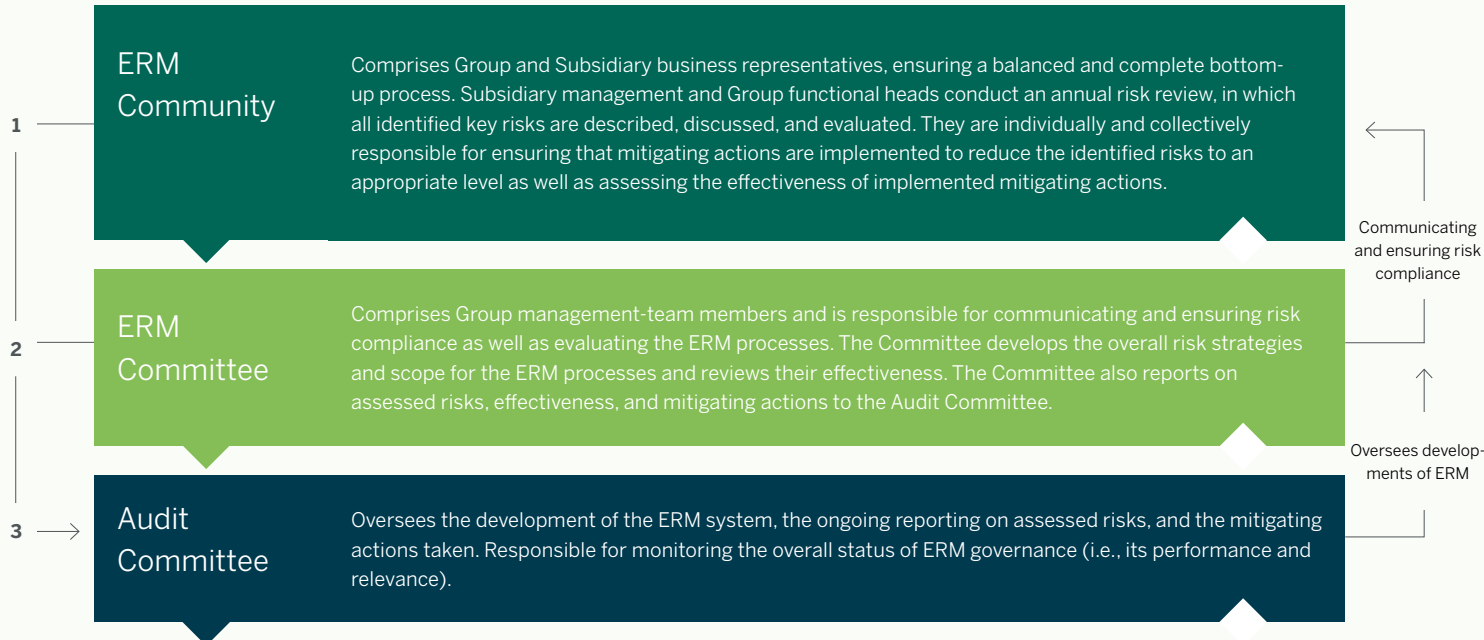 1
ERM
Community
Comprises Group and Subsidiary business representatives, ensuring a balanced and complete bottom-
up process. Subsidiary management and Group functional heads conduct an annual risk review, in which
all identified key risks are described, discussed, and evaluated. They are individually and collectively
responsible for ensuring that mitigating actions are implemented to reduce the identified risks to an
appropriate level as well as assessing the effectiveness of implemented mitigating actions.
Communicating
and ensuring risk
compliance
2
ERM
Committee
Comprises Group management-team members and is responsible for communicating and ensuring risk
compliance as well as evaluating the ERM processes. The Committee develops the overall risk strategies
and scope for the ERM processes and reviews their effectiveness. The Committee also reports on
assessed risks, effectiveness, and mitigating actions to the Audit Committee.
Oversees develop-
ments of ERM
3
Audit
Committee
Oversees the development of the ERM system, the ongoing reporting on assessed risks, and the mitigating
actions taken. Responsible for monitoring the overall status of ERM governance (i.e., its performance and
relevance).